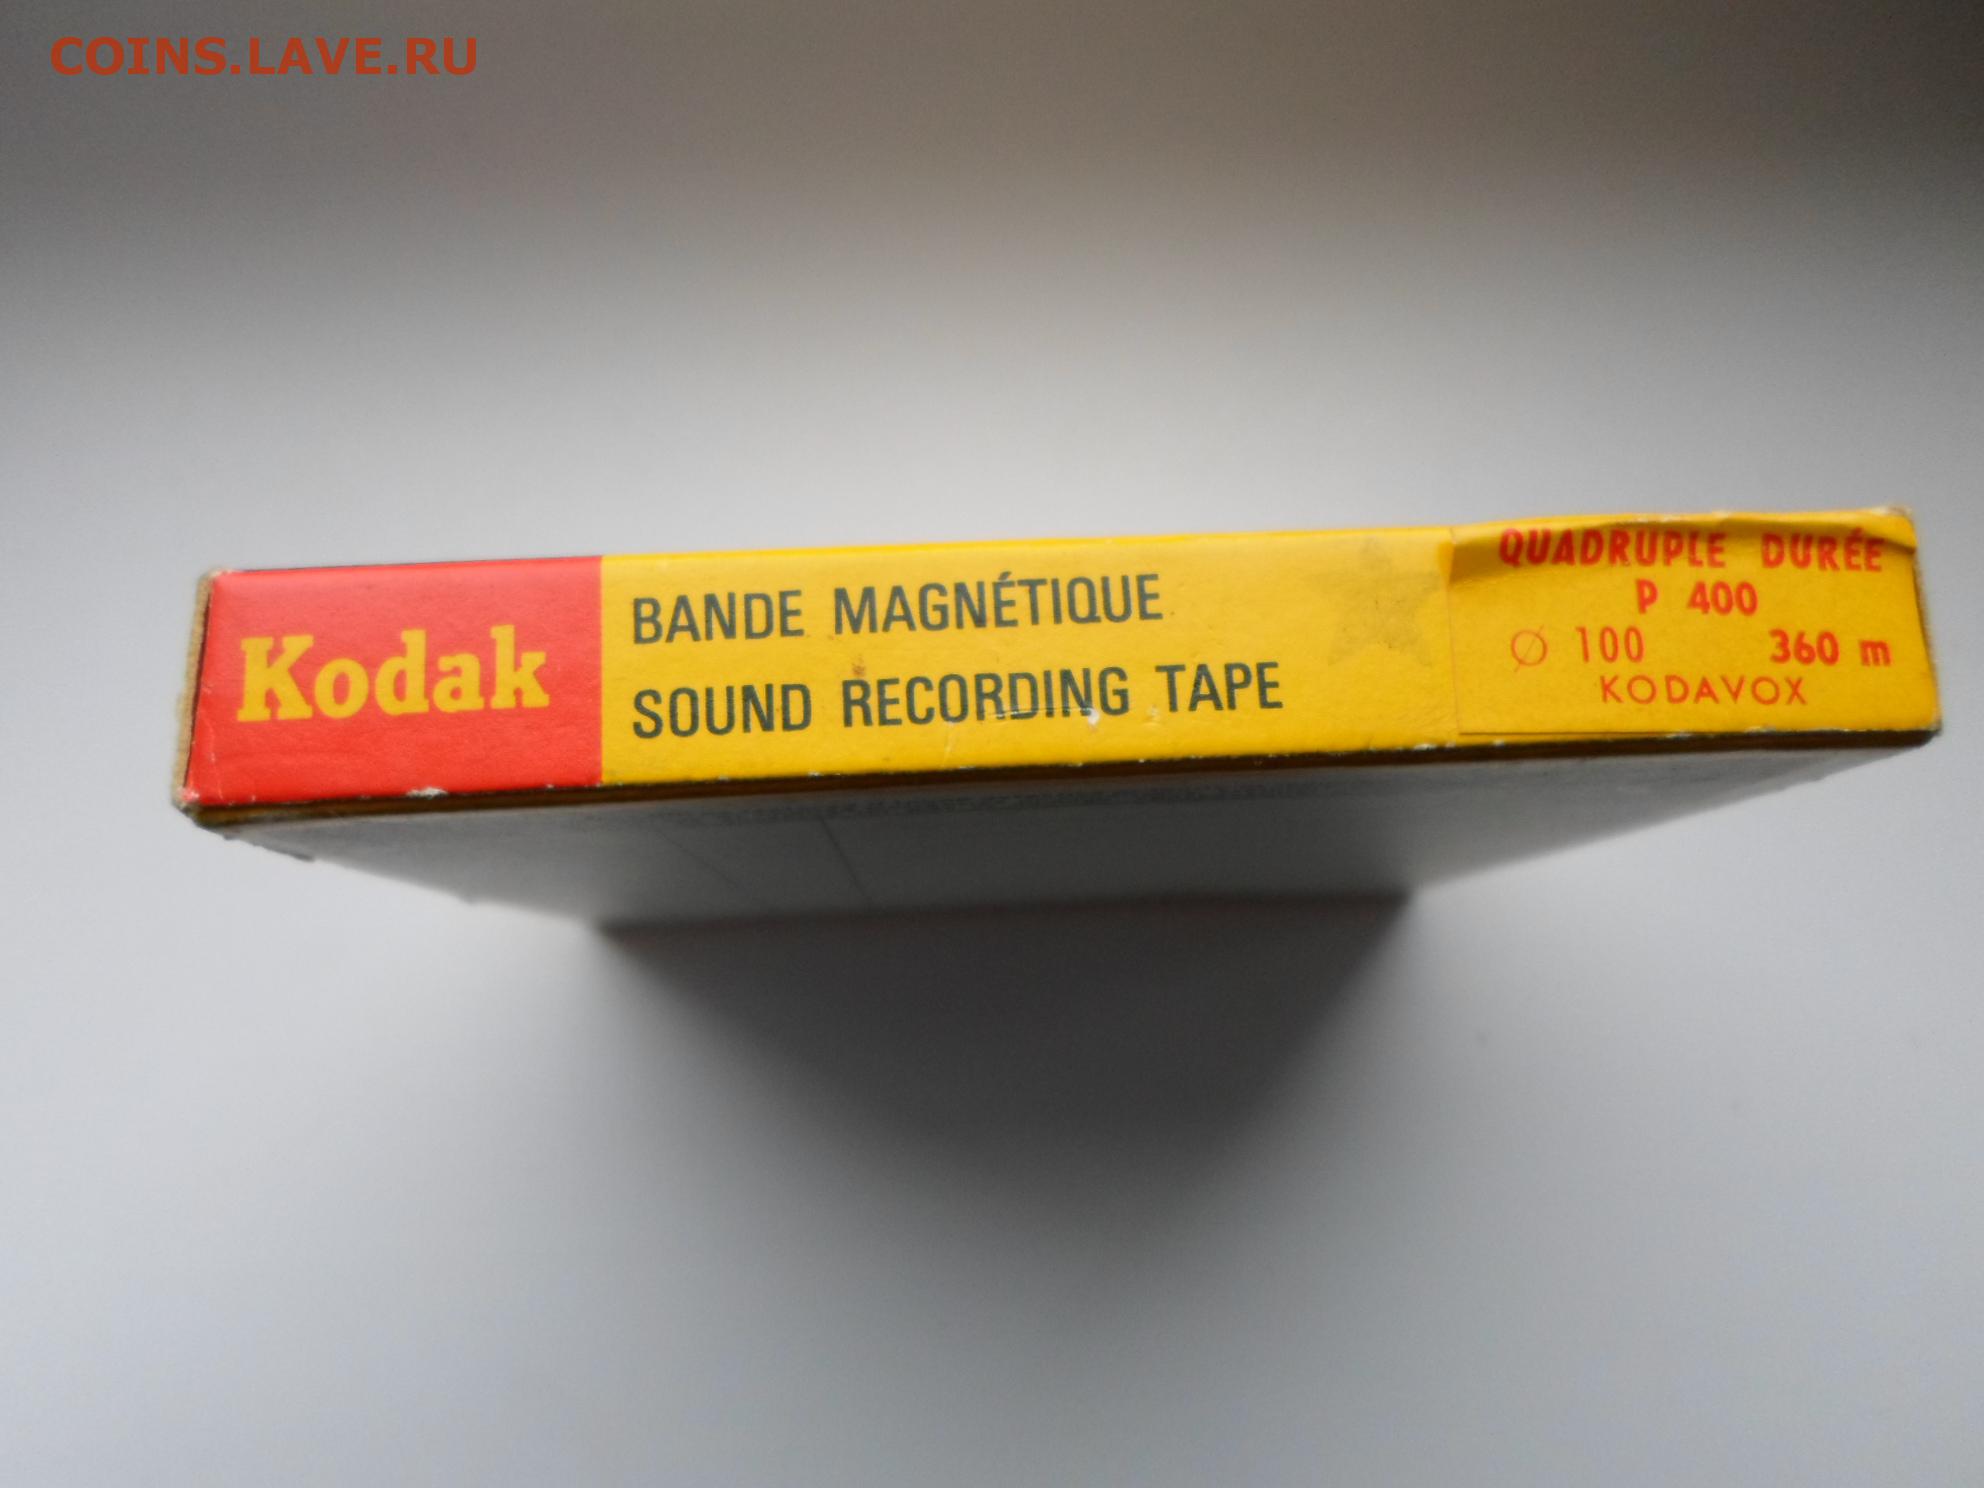 COINS.LAVE.RU
Kodak
BANDE MAGNÉTIQUE
SOUND RECORDING TAPE
QUADRUPLE DURÉE
P 400
Ø 100 360 m
KODAVOX